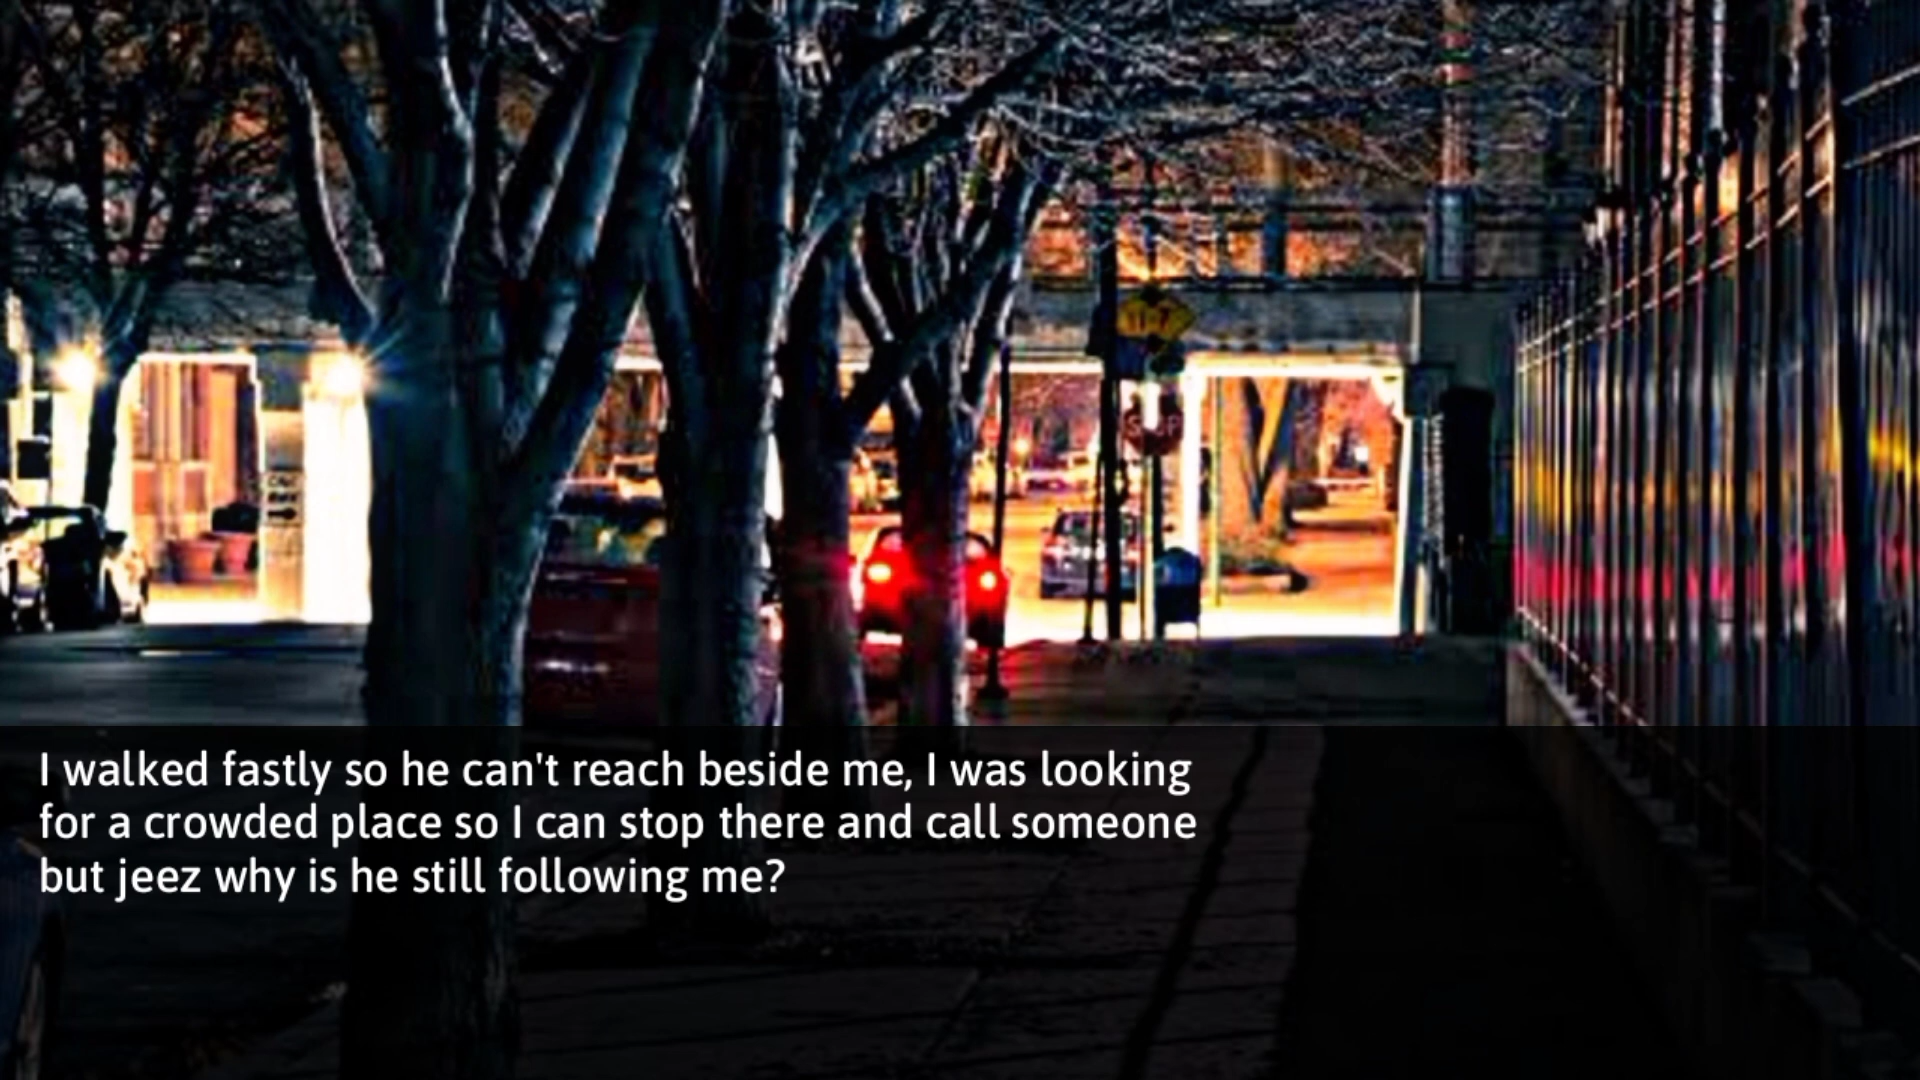 STOP
I walked fastly so he can't reach beside me, I was looking
for a crowded place so I can stop there and call someone
but jeez why is he still following me?